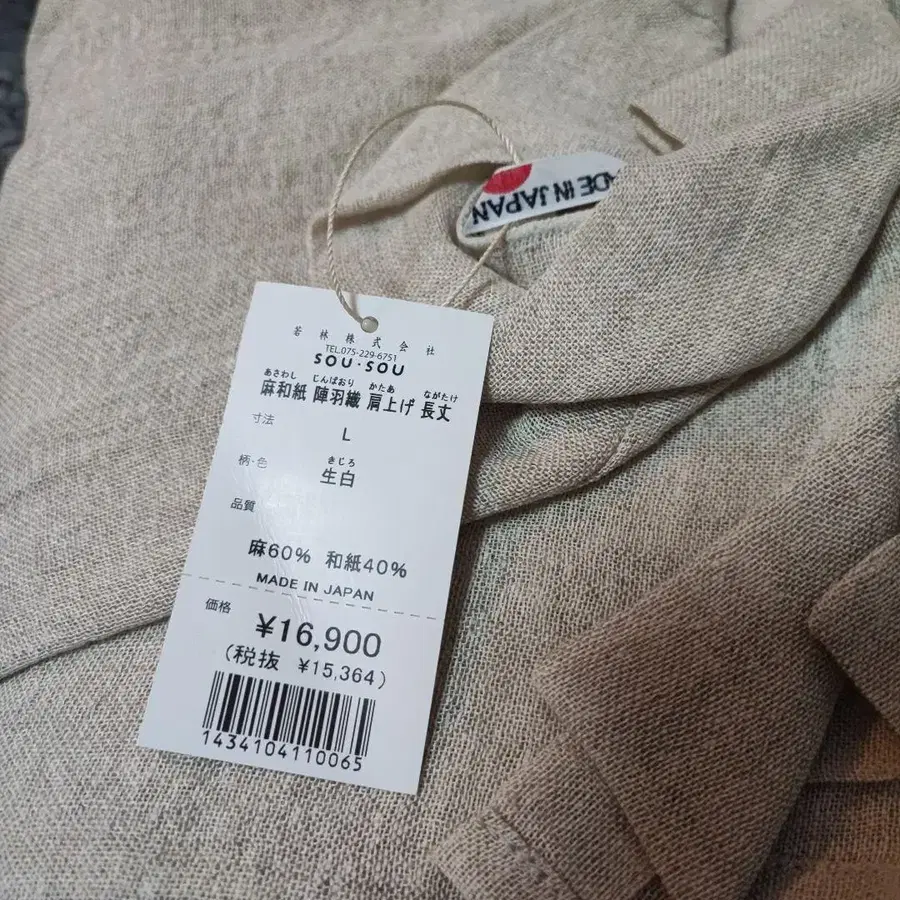 MADE IN JAPAN
若林株式会社
TEL.075-229-6751
SOU・SOU
あさわし じんばおり かたあ ながたけ
麻和紙 陣羽織 肩上げ 長丈
寸法
L
柄・色
きじろ
生白
品質
麻60% 和紙40%
MADE IN JAPAN
価格
¥16,900
(税抜 ¥15,364)
1434104110065